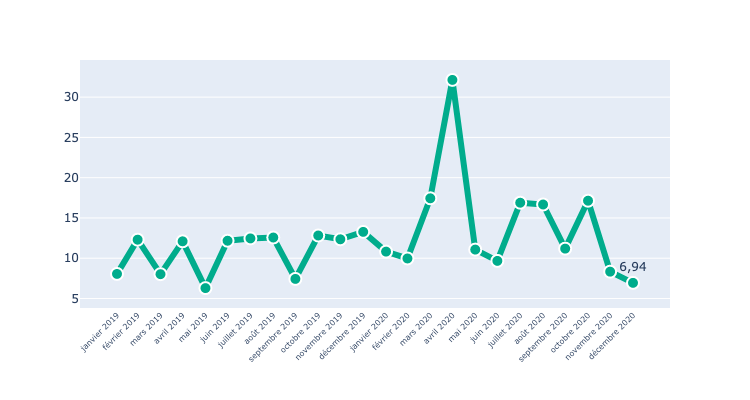 30
25
20
15
10
5
6,94
janvier 2019
février 2019
mars 2019
avril 2019
mai 2019
juin 2019
juillet 2019
août 2019
septembre 2019
octobre 2019
novembre 2019
décembre 2019
janvier 2020
février 2020
mars 2020
avril 2020
mai 2020
juin 2020
juillet 2020
août 2020
septembre 2020
octobre 2020
novembre 2020
décembre 2020